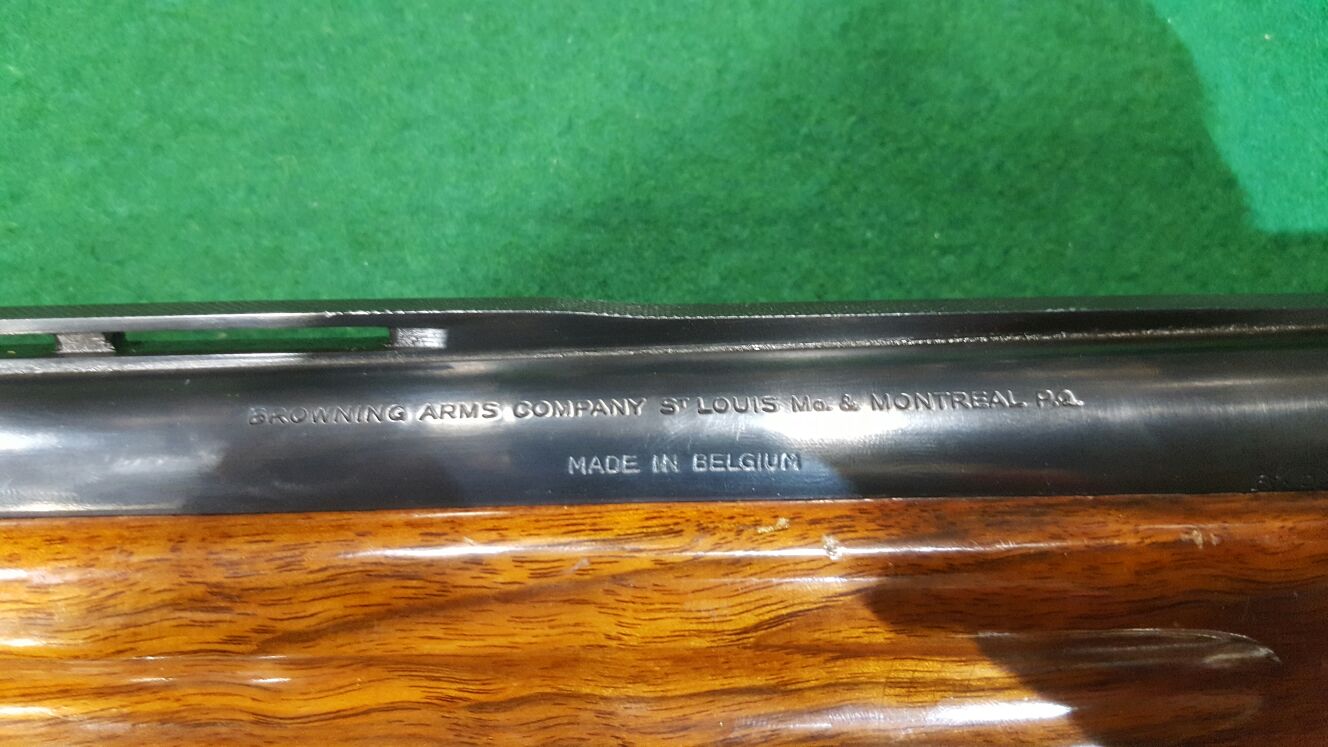 BROWNING ARMS COMPANY ST LOUIS Mo. & MONTREAL P.Q.
MADE IN BELGIUM